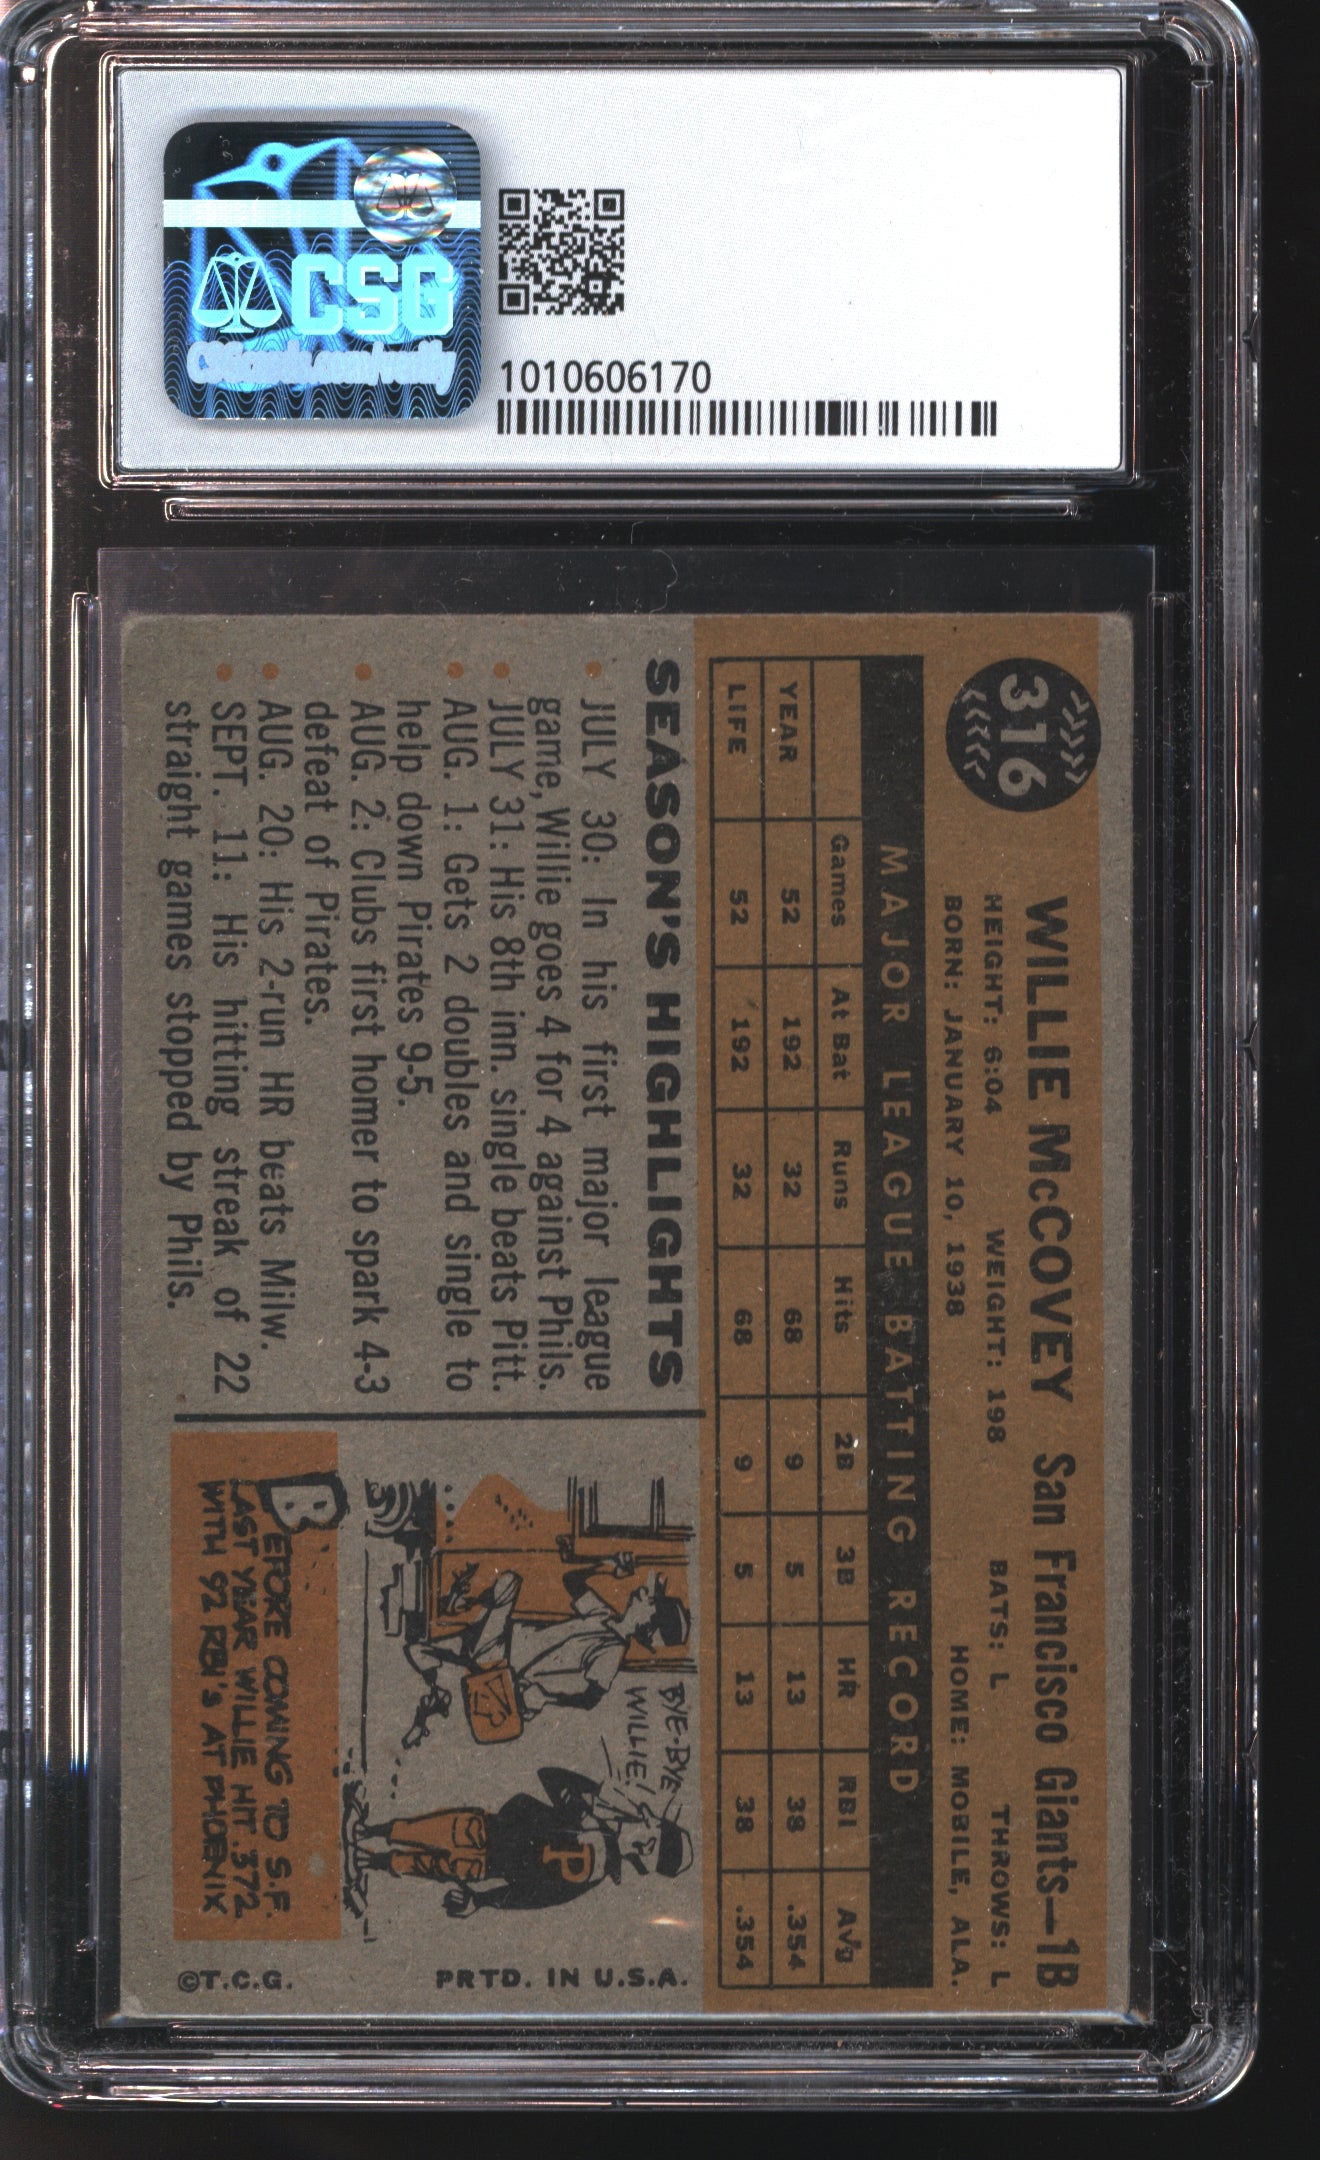 CSG
1010606170
316
WILLIE McCOVEY San Francisco Giants—1B
HEIGHT: 6:04 WEIGHT: 198 BATS: L THROWS: L
BORN: JANUARY 10, 1938 HOME: MOBILE, ALA.
MAJOR LEAGUE BATTING RECORD
Games At Bat Runs Hits 2B 3B HR RBI Avg
YEAR 52 192 32 68 9 5 13 38 .354
LIFE 52 192 32 68 9 5 13 38 .354
SEASON'S HIGHLIGHTS
• JULY 30: In his first major league
game, Willie goes 4 for 4 against Phils.
• JULY 31: His 8th inn. single beats Pitt.
• AUG. 1: Gets 2 doubles and single to
help down Pirates 9-5.
• AUG. 2: Clubs first homer to spark 4-3
defeat of Pirates.
• AUG. 20: His 2-run HR beats Milw.
• SEPT. 11: His hitting streak of 22
straight games stopped by Phils.
BYE-BYE
WILLIE!
P
BEFORE COMING TO S.F.
LAST YEAR WILLIE HIT .372
WITH 92 RBI'S AT PHOENIX
©T.C.G. PRTD. IN U.S.A.